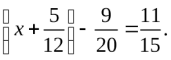 (x + 5/12) - 9/20 = 11/15.